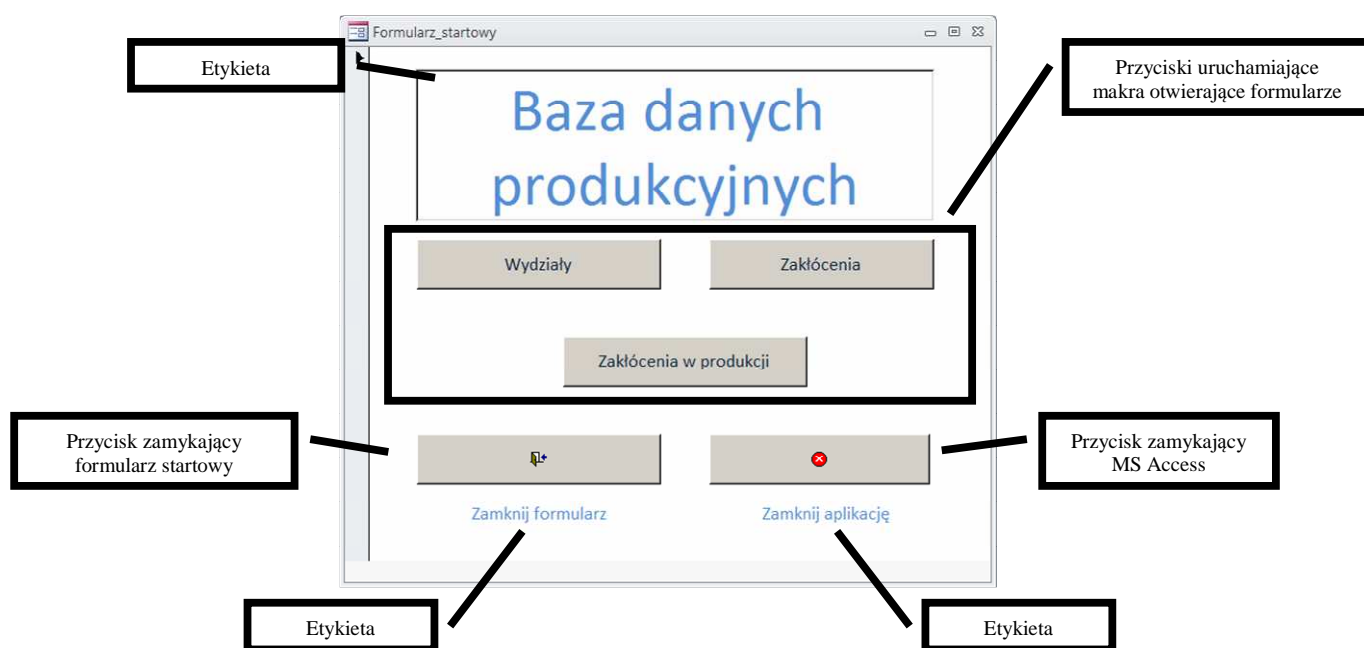 Formularz_startowy
Etykieta
Przyciski uruchamiające
makra otwierające formularze
Baza danych
produkcyjnych
Wydziały
Zakłócenia
Zakłócenia w produkcji
Przycisk zamykający
formularz startowy
Przycisk zamykający
MS Access
Zamknij formularz
Zamknij aplikację
Etykieta
Etykieta